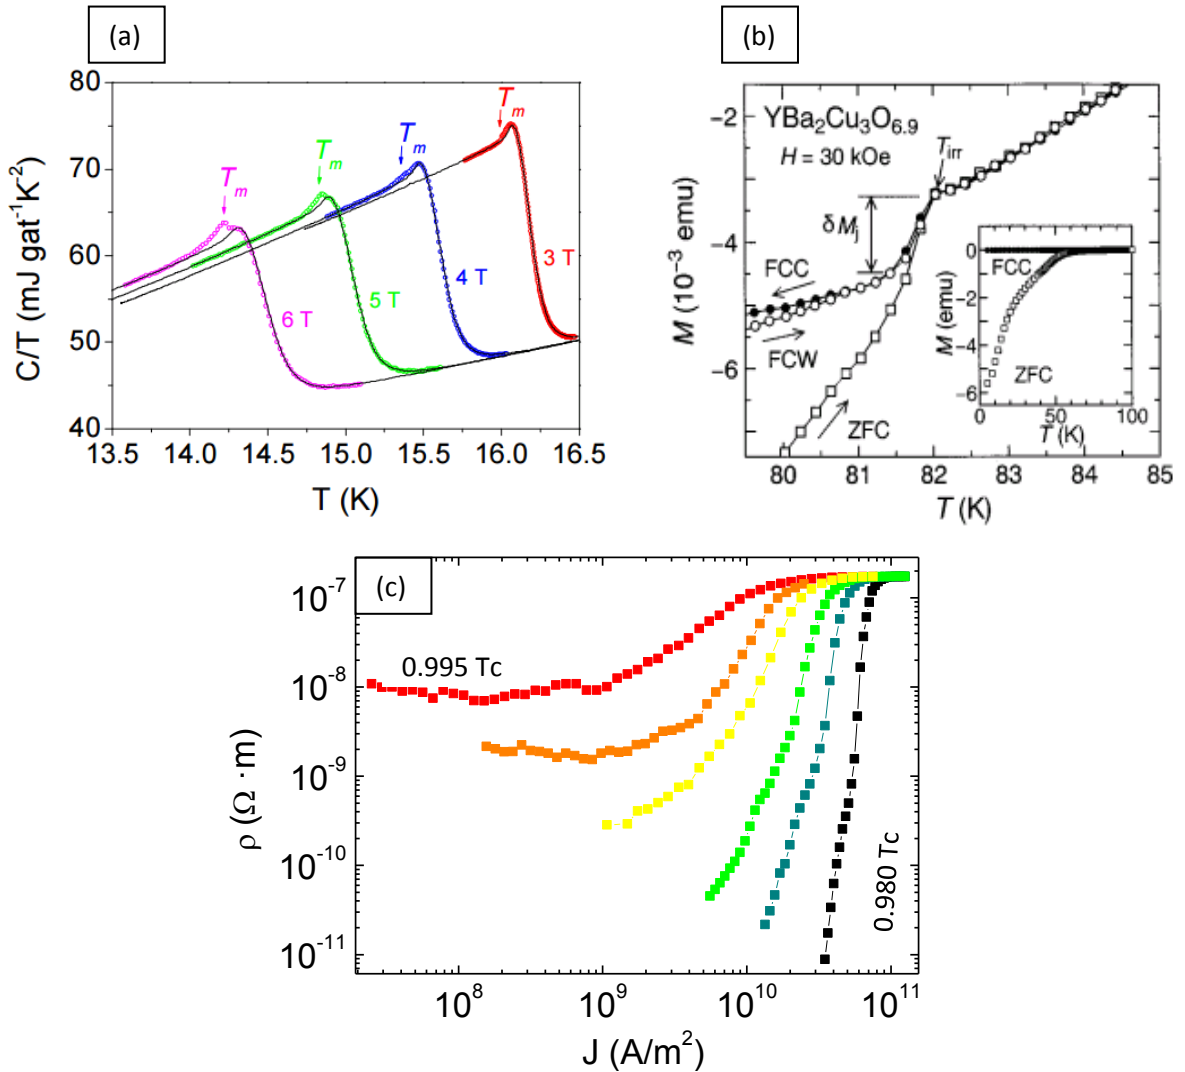 (a)
80
70
60
50
40
C/T (mJ gat⁻¹K⁻²)
T_m
T_m
T_m
T_m
6 T
5 T
4 T
3 T
13.5 14.0 14.5 15.0 15.5 16.0 16.5
T (K)
(b)
YBa₂Cu₃O₆.₉
H = 30 kOe
T_irr
δM_j
FCC
FCW
ZFC
−2
−4
−6
M (10⁻³ emu)
80 81 82 83 84 85
T (K)
0
−2
−4
−6
M (emu)
FCC
ZFC
0 50 100
T (K)
(c)
10⁻⁷
10⁻⁸
10⁻⁹
10⁻¹⁰
10⁻¹¹
ρ (Ω·m)
0.995 Tc
0.980 Tc
10⁸ 10⁹ 10¹⁰ 10¹¹
J (A/m²)